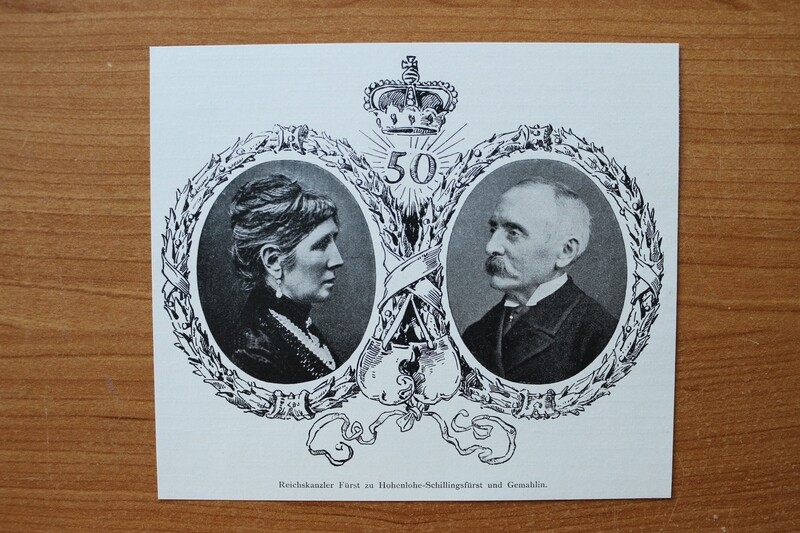 50
Reichskanzler Fürst zu Hohenlohe-Schillingsfürst und Gemahlin.